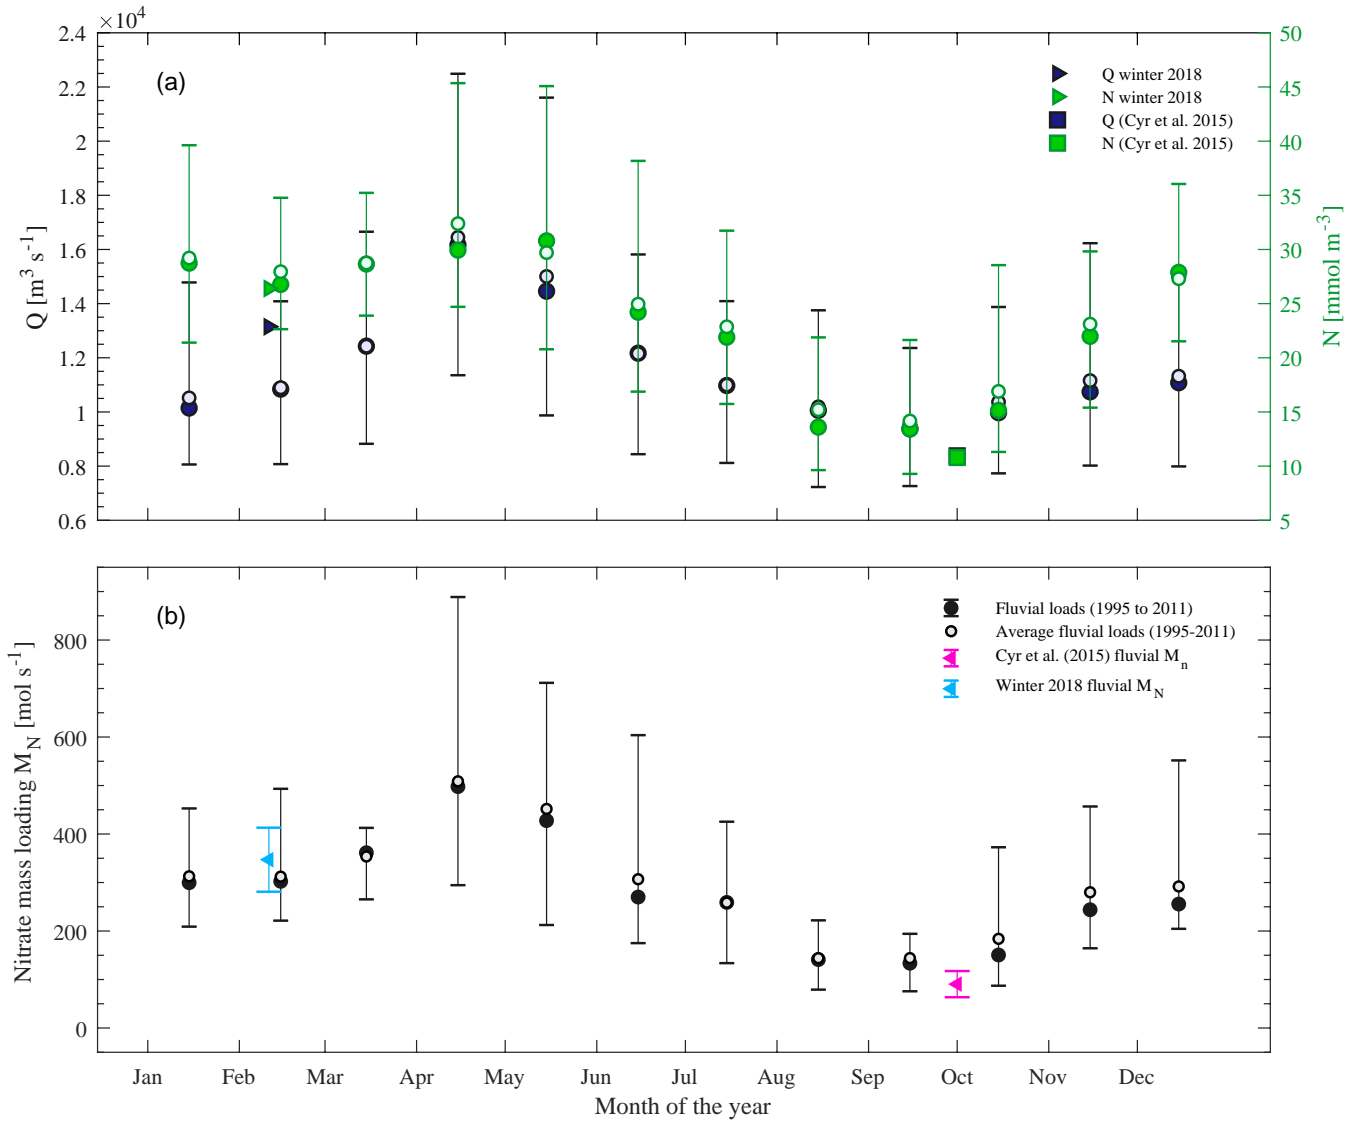 ×10⁴
(a)
2.4
2.2
2
1.8
1.6
1.4
1.2
1
0.8
0.6
Q [m³ s⁻¹]
50
45
40
35
30
25
20
15
10
5
N [mmol m⁻³]
Q winter 2018
N winter 2018
Q (Cyr et al. 2015)
N (Cyr et al. 2015)
(b)
800
600
400
200
0
Nitrate mass loading M_N [mol s⁻¹]
Fluvial loads (1995 to 2011)
Average fluvial loads (1995-2011)
Cyr et al. (2015) fluvial M_n
Winter 2018 fluvial M_N
Jan Feb Mar Apr May Jun Jul Aug Sep Oct Nov Dec
Month of the year